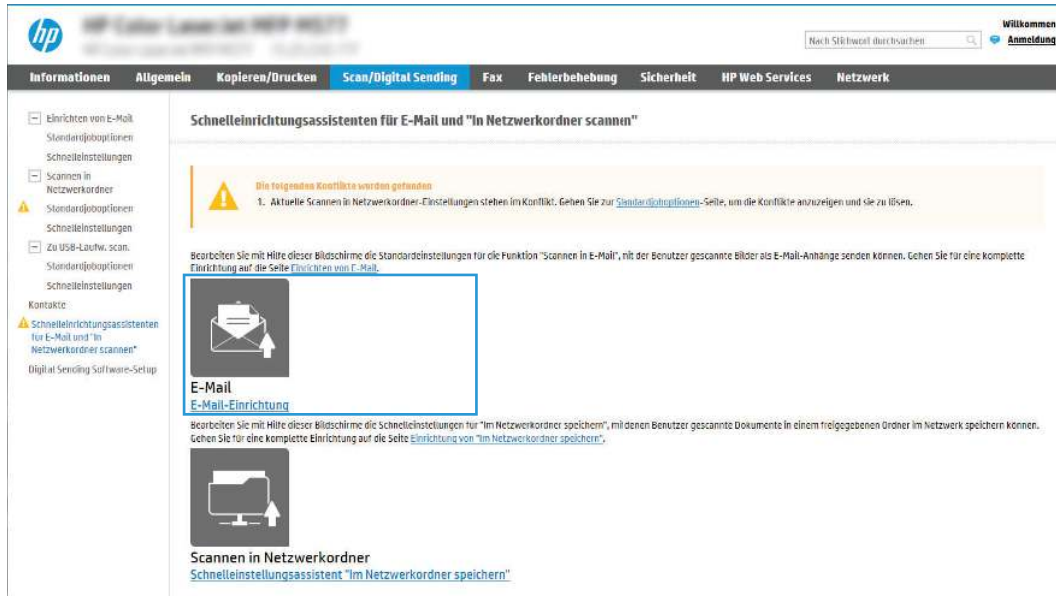 hp
Willkommen
Nach Stichwort durchsuchen
Anmeldung
Informationen Allgemein Kopieren/Drucken Scan/Digital Sending Fax Fehlerbehebung Sicherheit HP Web Services Netzwerk
Einrichten von E-Mail
Standardjoboptionen
Schnelleinstellungen
Scannen in
Netzwerkordner
Standardjoboptionen
Schnelleinstellungen
Zu USB-Laufw. scan.
Standardjoboptionen
Schnelleinstellungen
Kontakte
Schnelleinrichtungsassistenten
für E-Mail und "In
Netzwerkordner scannen"
Digital Sending Software-Setup
Schnelleinrichtungsassistenten für E-Mail und "In Netzwerkordner scannen"
Die folgenden Konflikte wurden gefunden
1. Aktuelle Scannen in Netzwerkordner-Einstellungen stehen im Konflikt. Gehen Sie zur Standardjoboptionen-Seite, um die Konflikte anzuzeigen und sie zu lösen.
Bearbeiten Sie mit Hilfe dieser Bildschirme die Standardeinstellungen für die Funktion "Scannen in E-Mail", mit der Benutzer gescannte Bilder als E-Mail-Anhänge senden können. Gehen Sie für eine komplette
Einrichtung auf die Seite Einrichten von E-Mail.
E-Mail
E-Mail-Einrichtung
Bearbeiten Sie mit Hilfe dieser Bildschirme die Schnelleinstellungen für "Im Netzwerkordner speichern", mit denen Benutzer gescannte Dokumente in einem freigegebenen Ordner im Netzwerk speichern können.
Gehen Sie für eine komplette Einrichtung auf die Seite Einrichtung von "Im Netzwerkordner speichern".
Scannen in Netzwerkordner
Schnelleinstellungsassistent "Im Netzwerkordner speichern"